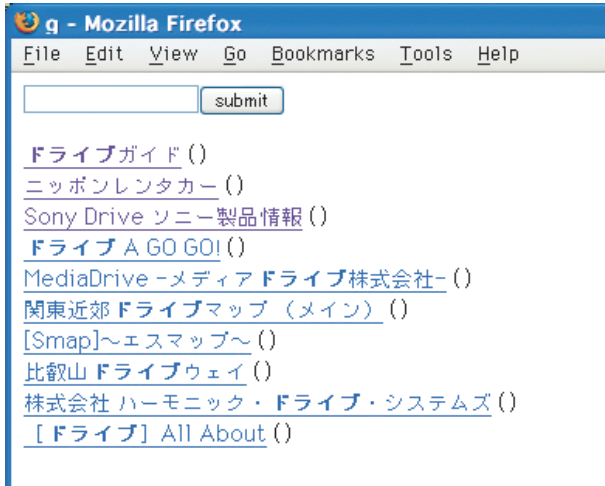 g - Mozilla Firefox
File Edit View Go Bookmarks Tools Help
submit
ドライブガイド ()
ニッポンレンタカー ()
Sony Drive ソニー製品情報 ()
ドライブ A GO GO! ()
MediaDrive -メディアドライブ株式会社- ()
関東近郊ドライブマップ (メイン) ()
[Smap]~エスマップ~ ()
比叡山ドライブウェイ ()
株式会社 ハーモニック・ドライブ・システムズ ()
[ドライブ] All About ()